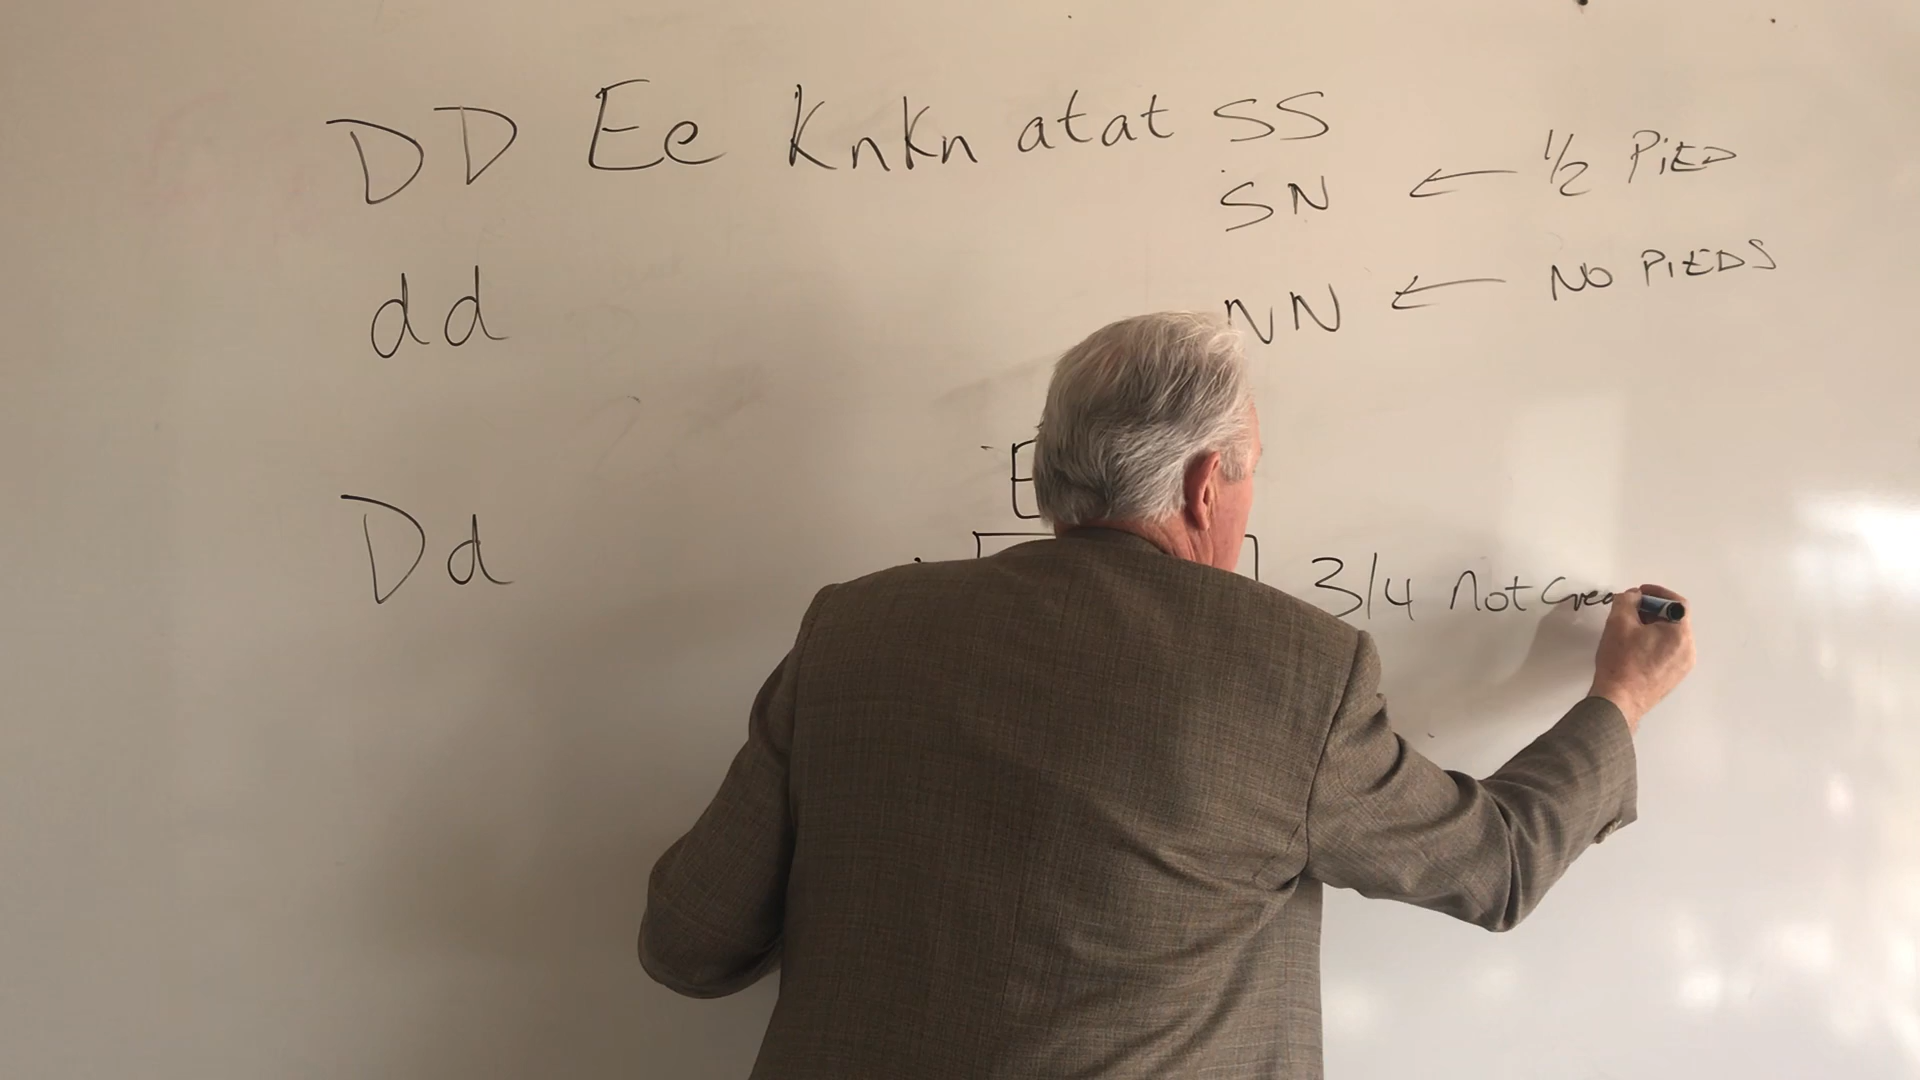 DD Ee KnKn atat SS
SN ← 1/2 PiED
dd NN ← NO PiEDS
E
Dd 3/4 Not Crea